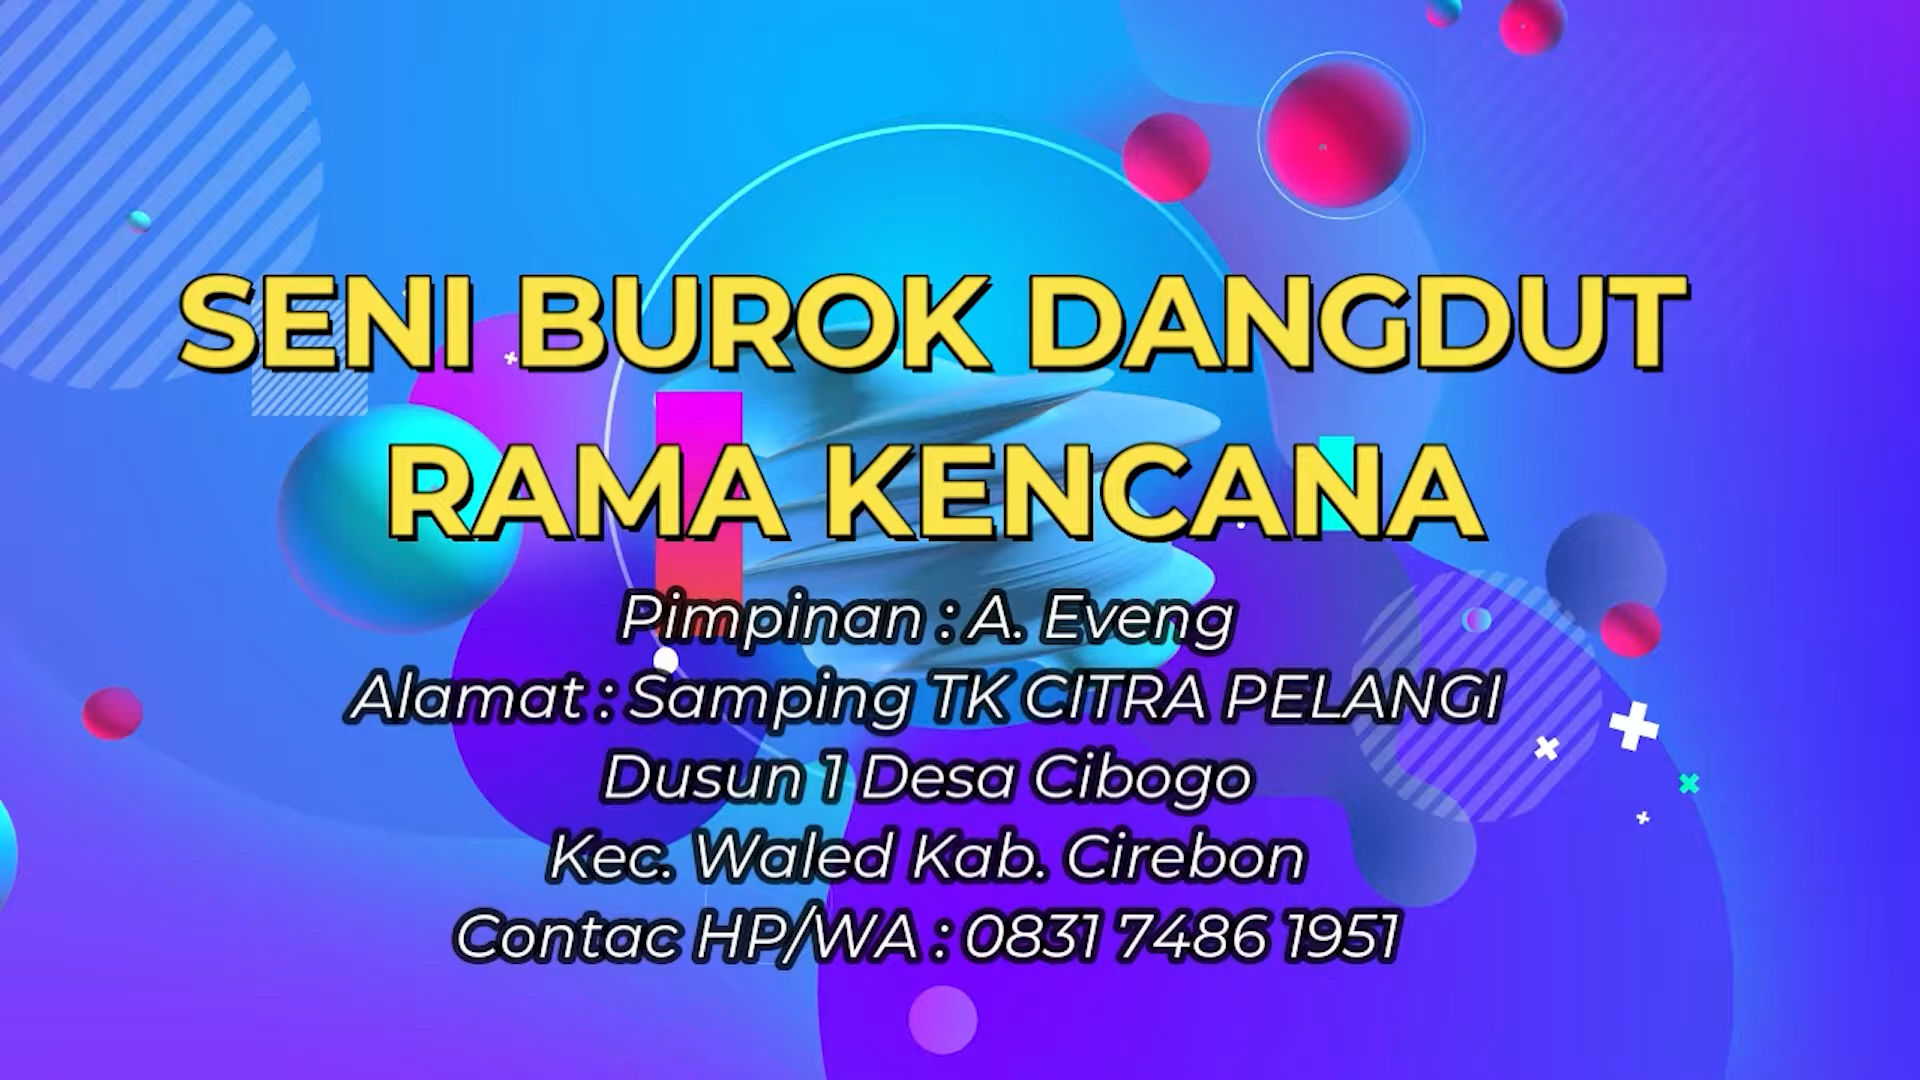 SENI BUROK DANGDUT
RAMA KENCANA
Pimpinan : A. Eveng
Alamat : Samping TK CITRA PELANGI
Dusun 1 Desa Cibogo
Kec. Waled Kab. Cirebon
Contac HP/WA : 0831 7486 1951